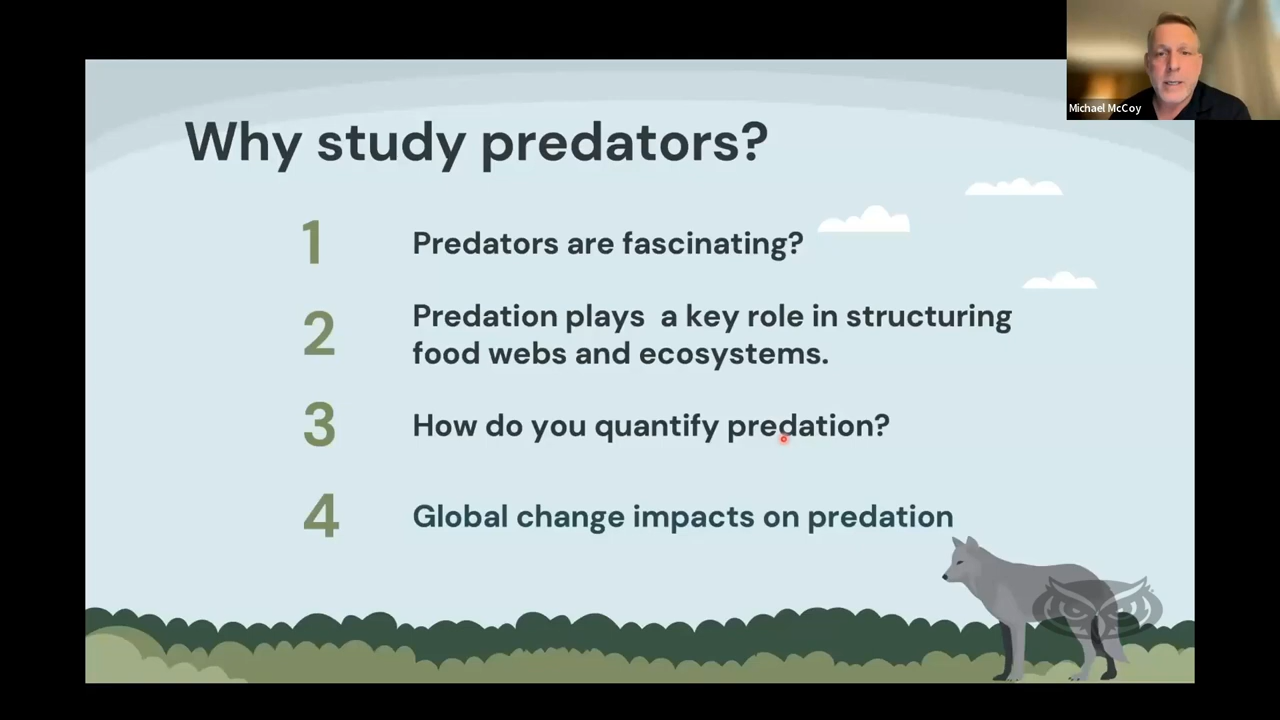 Michael McCoy
Why study predators?
1 Predators are fascinating?
2 Predation plays a key role in structuring
food webs and ecosystems.
3 How do you quantify predation?
4 Global change impacts on predation